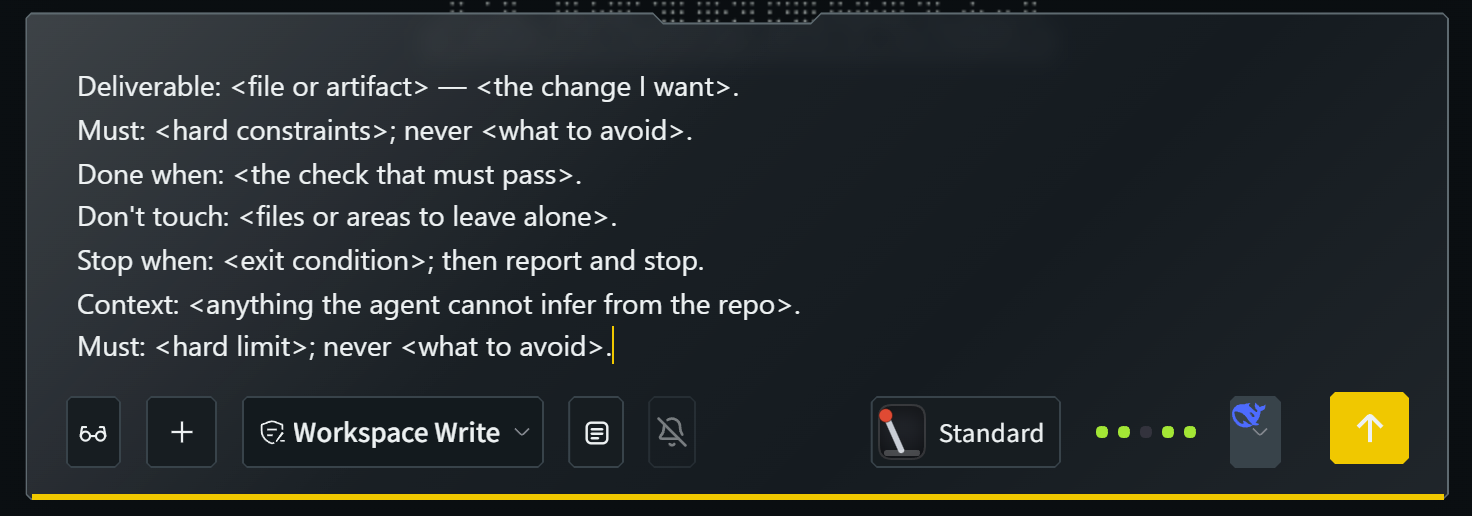 Deliverable: <file or artifact> — <the change I want>.
Must: <hard constraints>; never <what to avoid>.
Done when: <the check that must pass>.
Don't touch: <files or areas to leave alone>.
Stop when: <exit condition>; then report and stop.
Context: <anything the agent cannot infer from the repo>.
Must: <hard limit>; never <what to avoid>.
Workspace Write
Standard